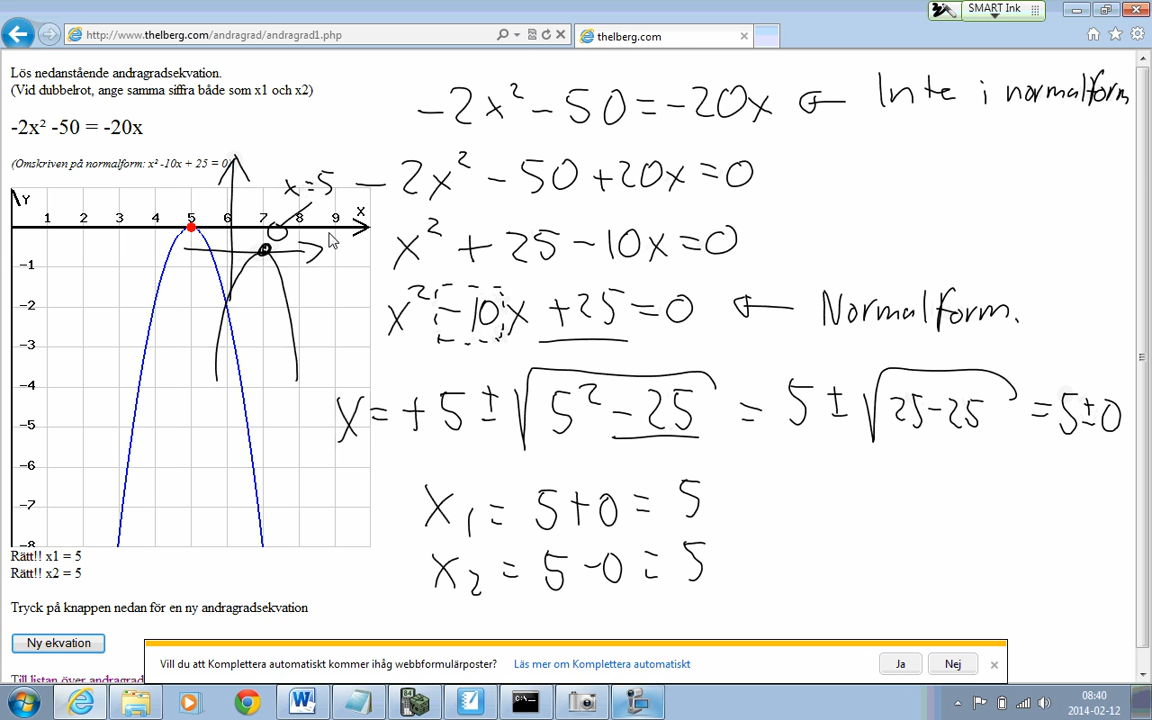 SMART Ink
http://www.thelberg.com/andragrad/andragrad1.php
thelberg.com
Lös nedanstående andragradsekvation.
(Vid dubbelrot, ange samma siffra både som x1 och x2)
-2x² -50 = -20x
(Omskriven på normalform: x² -10x + 25 = 0)
Y
1 2 3 4 5 6 7 8 9 X
-1
-2
-3
-4
-5
-6
-7
-8
x=5
-2x² - 50 = -20x ← Inte i normalform
-2x² - 50 + 20x = 0
x² + 25 - 10x = 0
x² - 10x + 25 = 0 ← Normalform.
x = +5 ± √(5² - 25) = 5 ± √(25-25) = 5 ± 0
x₁ = 5+0 = 5
x₂ = 5-0 = 5
Rätt!! x1 = 5
Rätt!! x2 = 5
Tryck på knappen nedan för en ny andragradsekvation
Ny ekvation
Till listan över andragrad
Vill du att Komplettera automatiskt kommer ihåg webbformulärposter? Läs mer om Komplettera automatiskt Ja Nej
08:40
2014-02-12